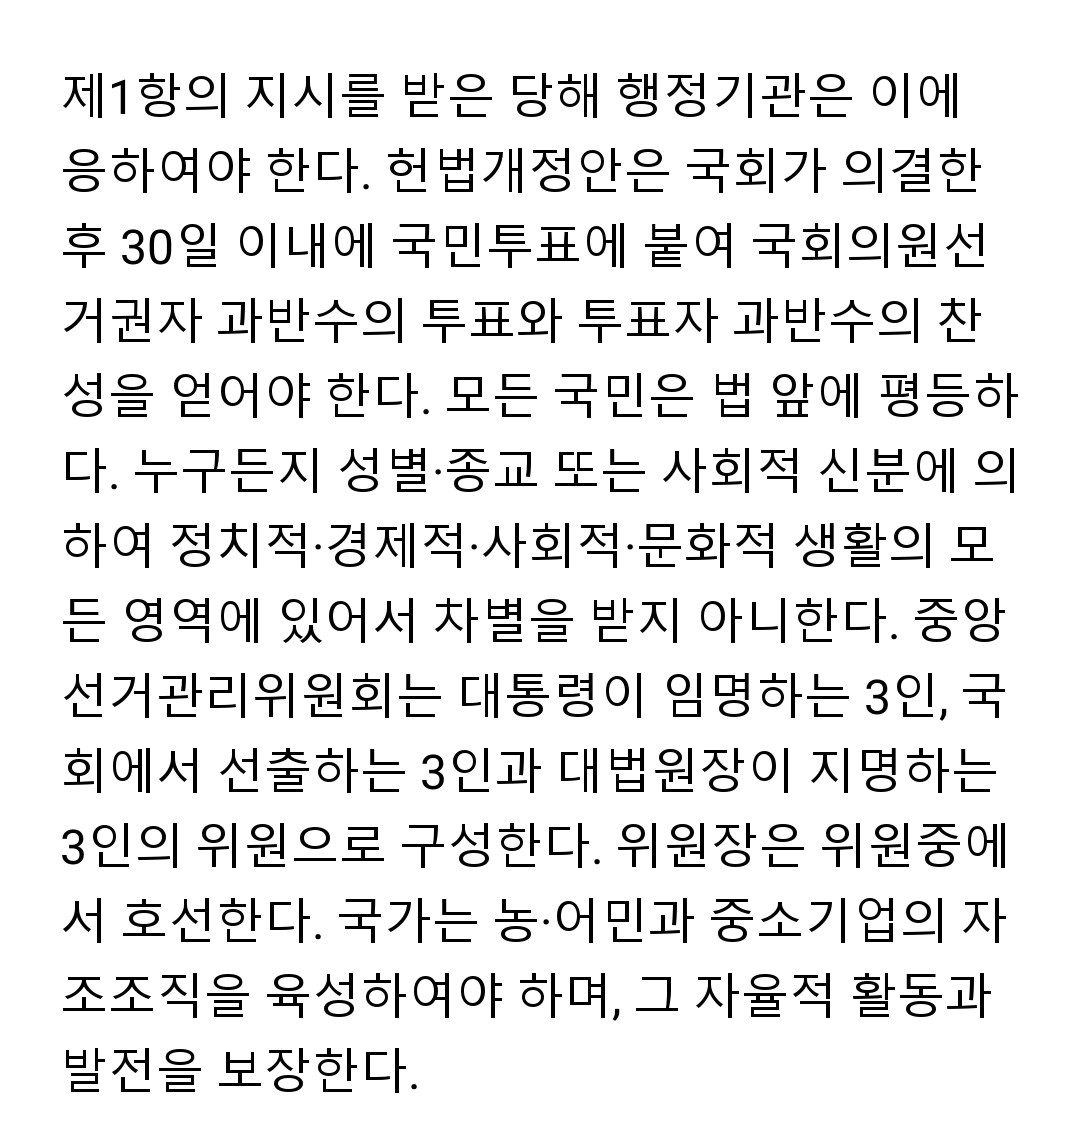 제1항의 지시를 받은 당해 행정기관은 이에
응하여야 한다. 헌법개정안은 국회가 의결한
후 30일 이내에 국민투표에 붙여 국회의원선
거권자 과반수의 투표와 투표자 과반수의 찬
성을 얻어야 한다. 모든 국민은 법 앞에 평등하
다. 누구든지 성별·종교 또는 사회적 신분에 의
하여 정치적·경제적·사회적·문화적 생활의 모
든 영역에 있어서 차별을 받지 아니한다. 중앙
선거관리위원회는 대통령이 임명하는 3인, 국
회에서 선출하는 3인과 대법원장이 지명하는
3인의 위원으로 구성한다. 위원장은 위원중에
서 호선한다. 국가는 농·어민과 중소기업의 자
조조직을 육성하여야 하며, 그 자율적 활동과
발전을 보장한다.